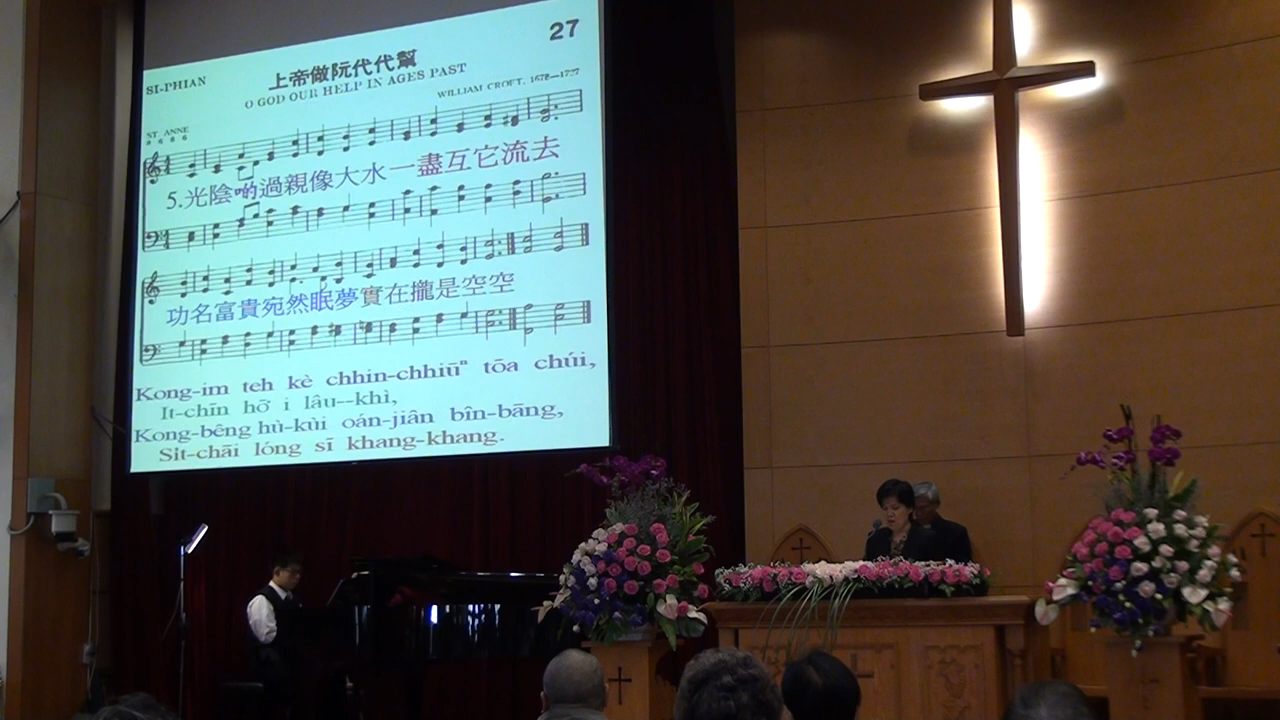 27
SI-PHIAN
上帝做阮代代幫
O GOD OUR HELP IN AGES PAST
WILLIAM CROFT, 1678—1727
ST. ANNE
5.光陰啲過親像大水一盡互它流去
功名富貴宛然眠夢實在攏是空空
Kong-im teh kè chhin-chhiūⁿ tōa chúi,
It-chīn hō͘ i lâu--khì,
Kong-bêng hù-kùi oán-jiân bîn-bāng,
Si̍t-chāi lóng sī khang-khang.